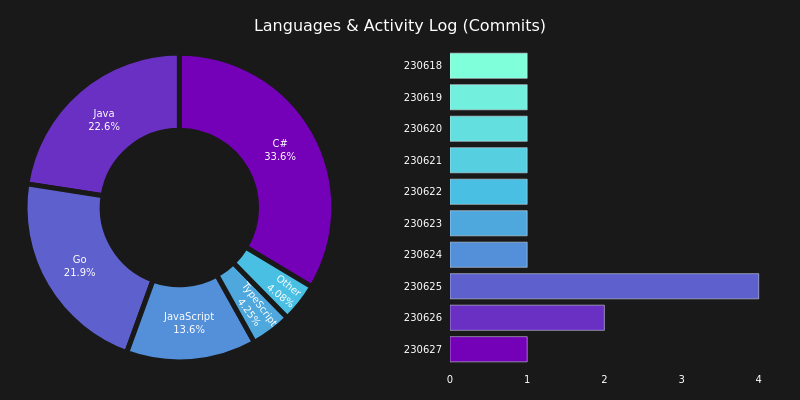 Languages & Activity Log (Commits)
Java
22.6%
C#
33.6%
Go
21.9%
JavaScript
13.6%
TypeScript
4.25%
Other
4.08%
230618
230619
230620
230621
230622
230623
230624
230625
230626
230627
0 1 2 3 4